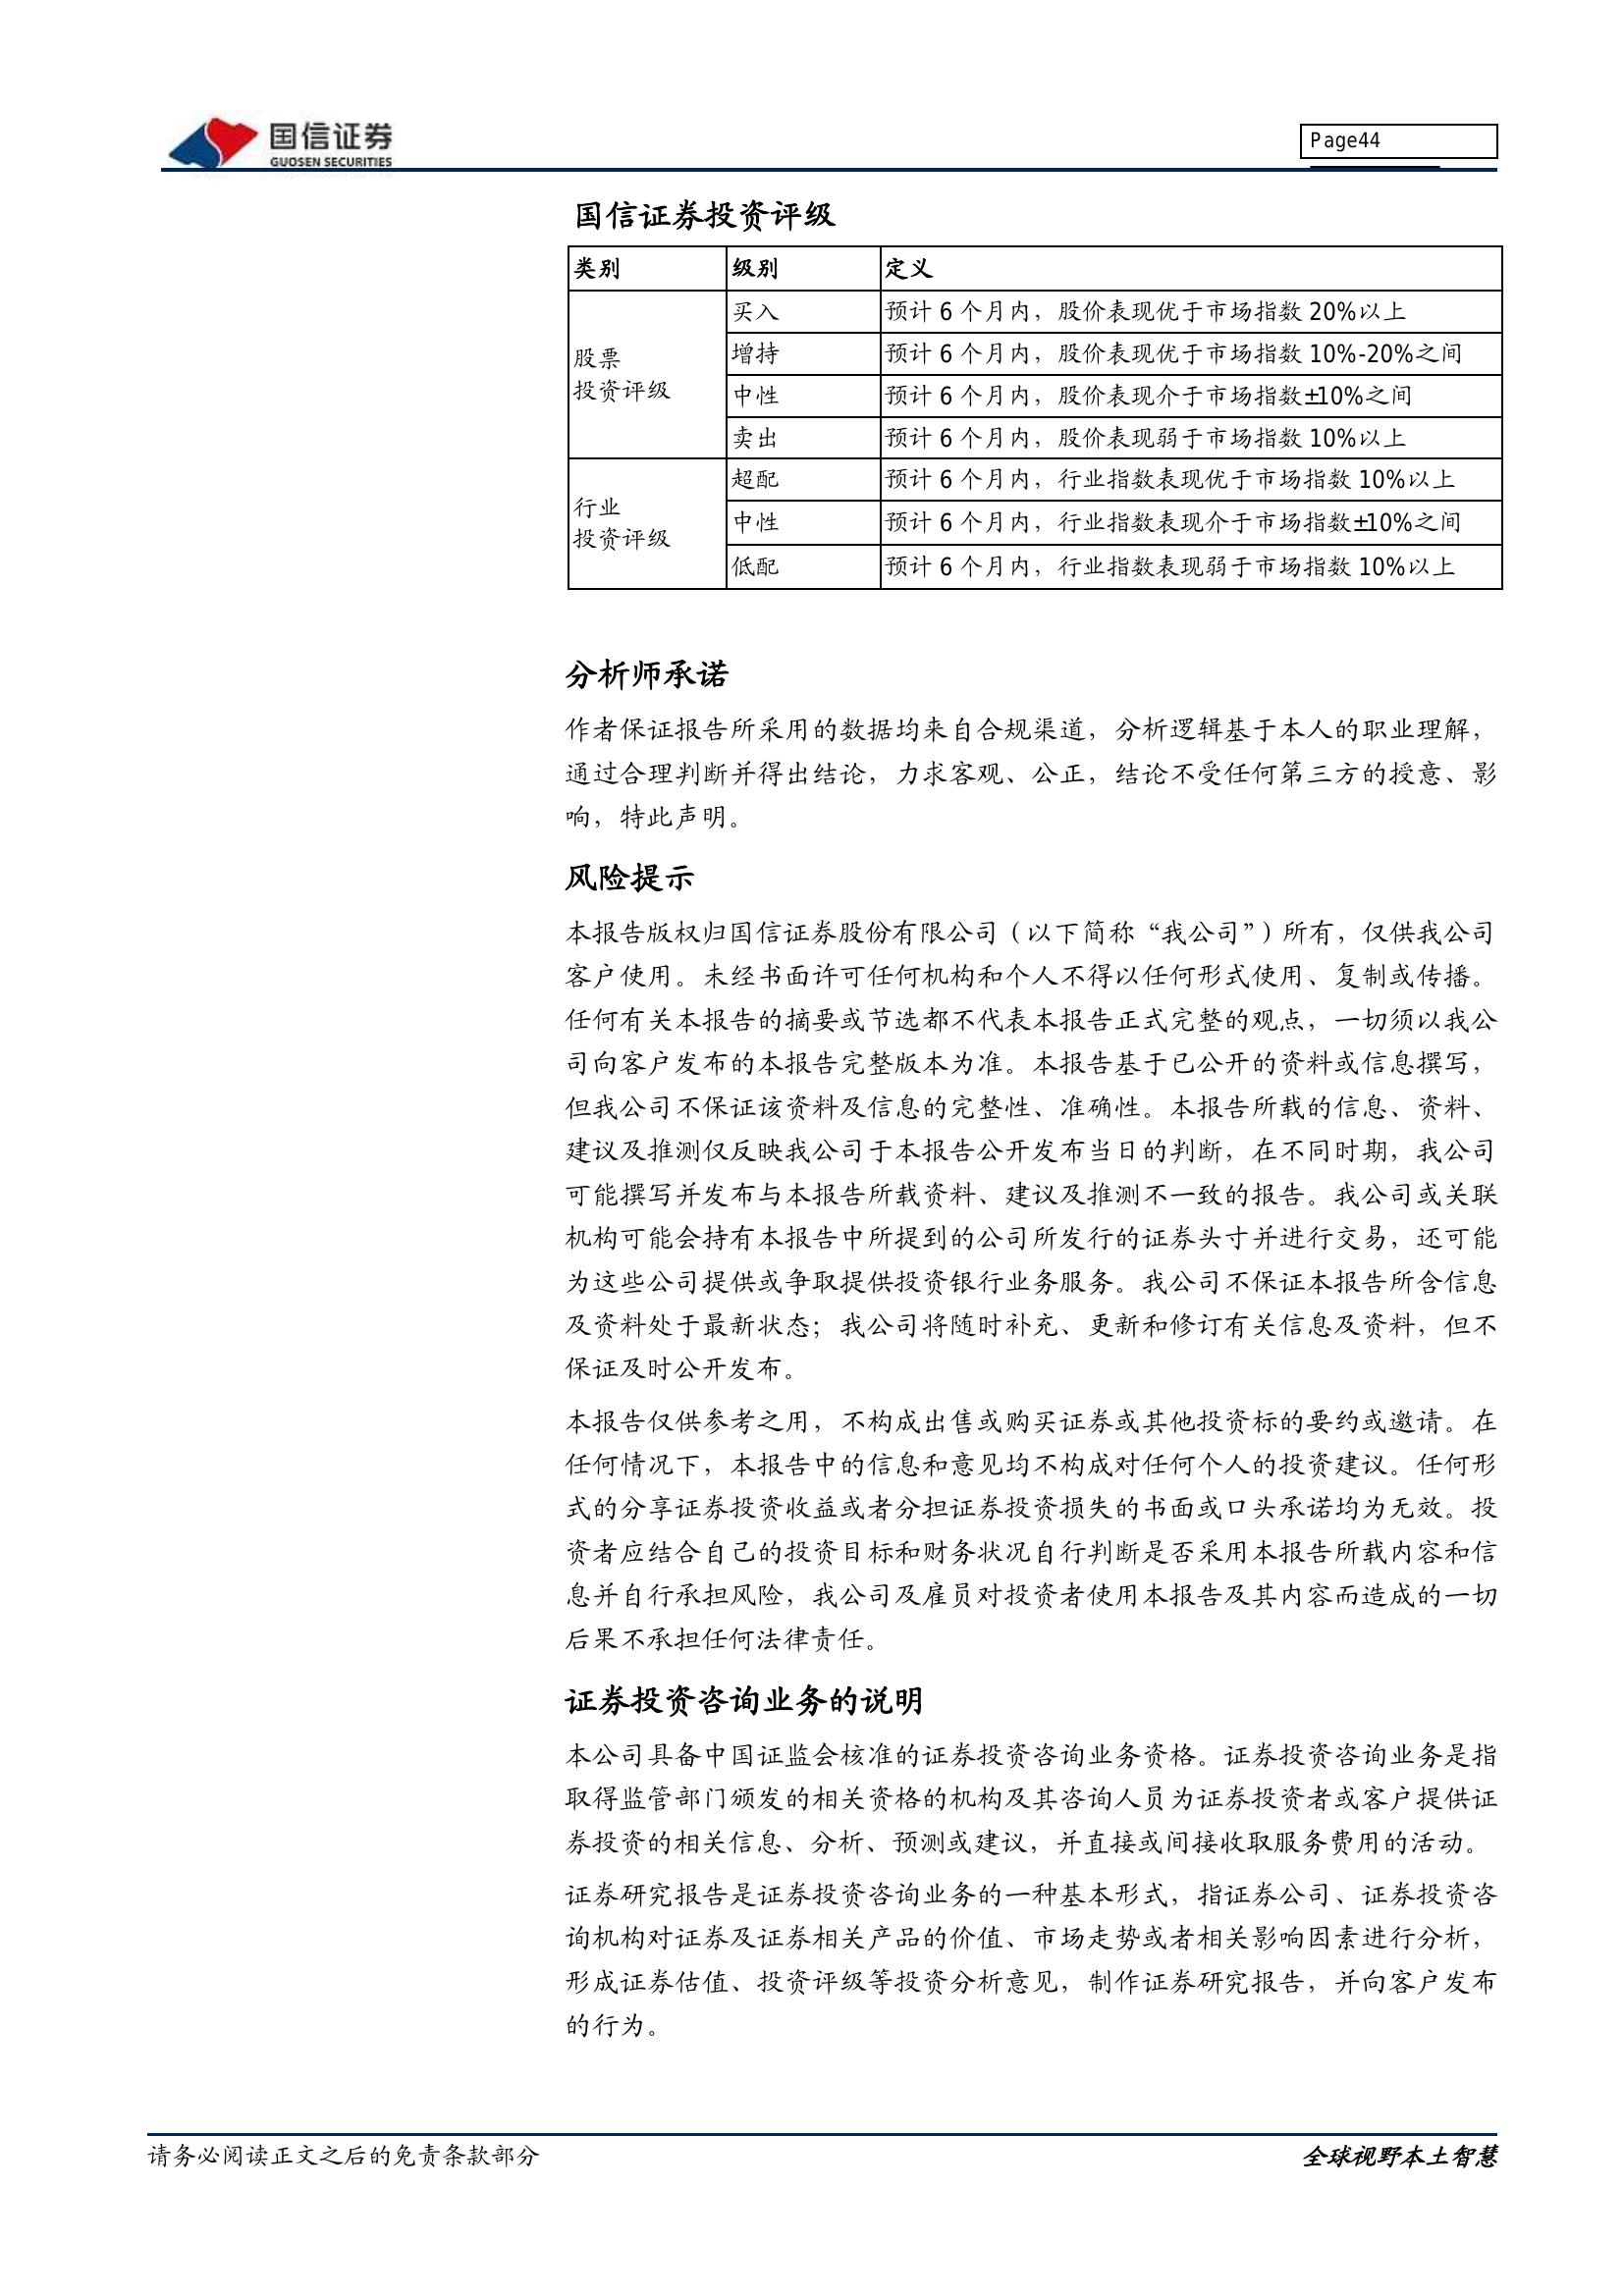 国信证券
GUOSEN SECURITIES
Page44
国信证券投资评级
类别 级别 定义
股票
投资评级
买入 预计 6 个月内，股价表现优于市场指数 20%以上
增持 预计 6 个月内，股价表现优于市场指数 10%-20%之间
中性 预计 6 个月内，股价表现介于市场指数±10%之间
卖出 预计 6 个月内，股价表现弱于市场指数 10%以上
行业
投资评级
超配 预计 6 个月内，行业指数表现优于市场指数 10%以上
中性 预计 6 个月内，行业指数表现介于市场指数±10%之间
低配 预计 6 个月内，行业指数表现弱于市场指数 10%以上
分析师承诺
作者保证报告所采用的数据均来自合规渠道，分析逻辑基于本人的职业理解，
通过合理判断并得出结论，力求客观、公正，结论不受任何第三方的授意、影
响，特此声明。
风险提示
本报告版权归国信证券股份有限公司（以下简称“我公司”）所有，仅供我公司
客户使用。未经书面许可任何机构和个人不得以任何形式使用、复制或传播。
任何有关本报告的摘要或节选都不代表本报告正式完整的观点，一切须以我公
司向客户发布的本报告完整版本为准。本报告基于已公开的资料或信息撰写，
但我公司不保证该资料及信息的完整性、准确性。本报告所载的信息、资料、
建议及推测仅反映我公司于本报告公开发布当日的判断，在不同时期，我公司
可能撰写并发布与本报告所载资料、建议及推测不一致的报告。我公司或关联
机构可能会持有本报告中所提到的公司所发行的证券头寸并进行交易，还可能
为这些公司提供或争取提供投资银行业务服务。我公司不保证本报告所含信息
及资料处于最新状态；我公司将随时补充、更新和修订有关信息及资料，但不
保证及时公开发布。
本报告仅供参考之用，不构成出售或购买证券或其他投资标的要约或邀请。在
任何情况下，本报告中的信息和意见均不构成对任何个人的投资建议。任何形
式的分享证券投资收益或者分担证券投资损失的书面或口头承诺均为无效。投
资者应结合自己的投资目标和财务状况自行判断是否采用本报告所载内容和信
息并自行承担风险，我公司及雇员对投资者使用本报告及其内容而造成的一切
后果不承担任何法律责任。
证券投资咨询业务的说明
本公司具备中国证监会核准的证券投资咨询业务资格。证券投资咨询业务是指
取得监管部门颁发的相关资格的机构及其咨询人员为证券投资者或客户提供证
券投资的相关信息、分析、预测或建议，并直接或间接收取服务费用的活动。
证券研究报告是证券投资咨询业务的一种基本形式，指证券公司、证券投资咨
询机构对证券及证券相关产品的价值、市场走势或者相关影响因素进行分析，
形成证券估值、投资评级等投资分析意见，制作证券研究报告，并向客户发布
的行为。
请务必阅读正文之后的免责条款部分
全球视野本土智慧